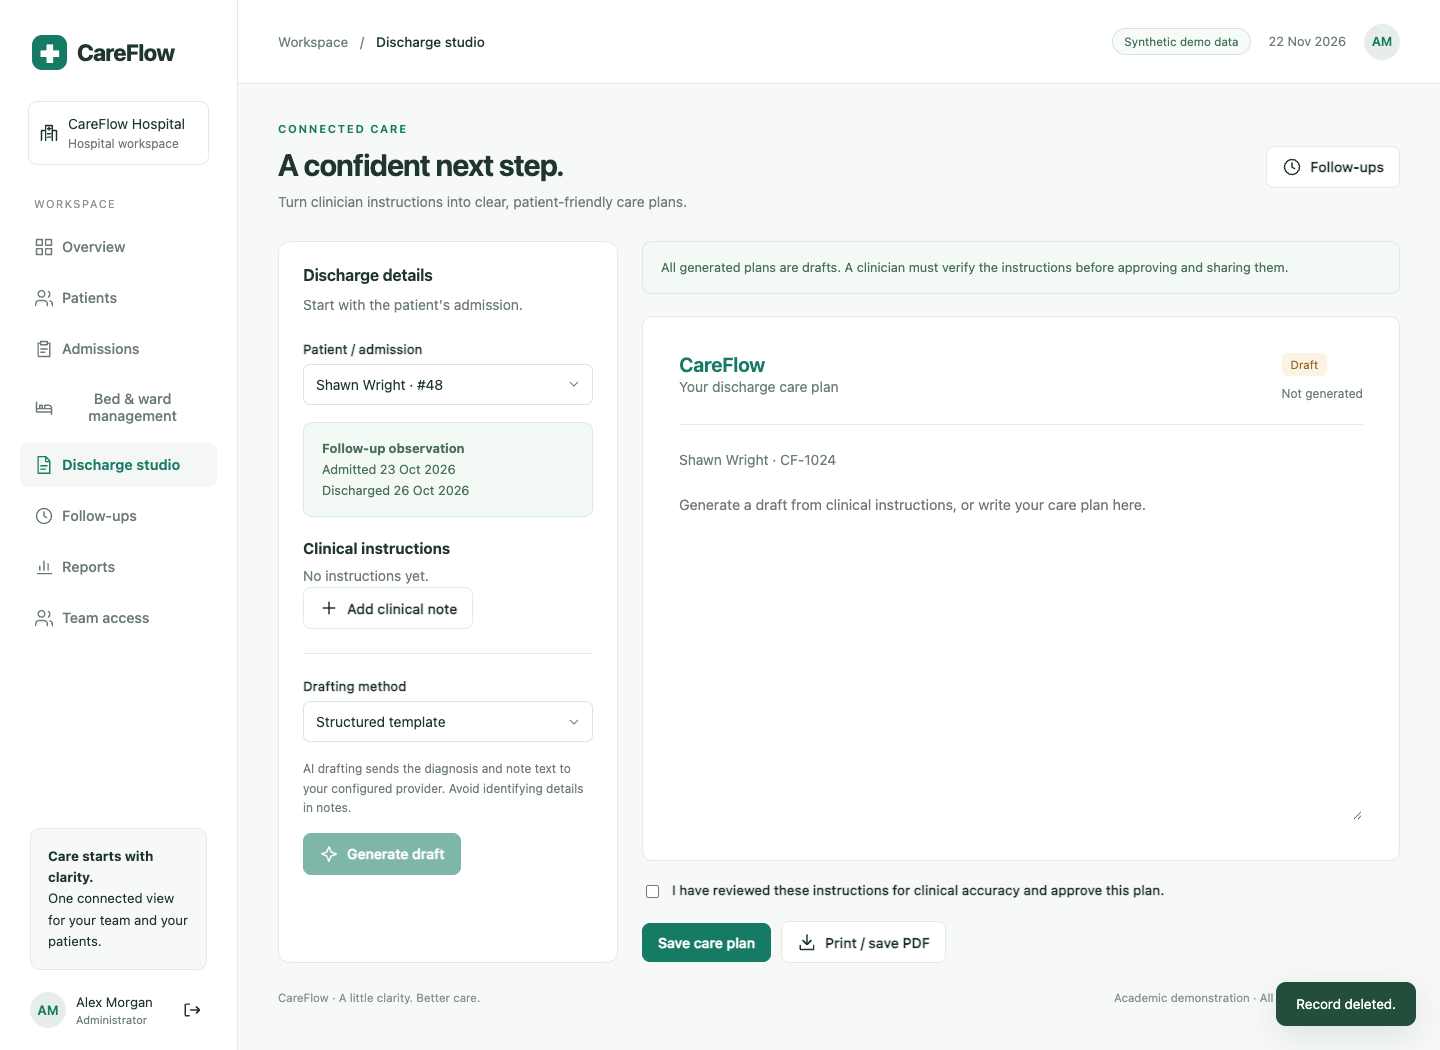 CareFlow
CareFlow Hospital
Hospital workspace
WORKSPACE
Overview
Patients
Admissions
Bed & ward
management
Discharge studio
Follow-ups
Reports
Team access
Care starts with
clarity.
One connected view
for your team and your
patients.
AM
Alex Morgan
Administrator
Workspace / Discharge studio
Synthetic demo data
22 Nov 2026
AM
CONNECTED CARE
A confident next step.
Turn clinician instructions into clear, patient-friendly care plans.
Follow-ups
Discharge details
Start with the patient's admission.
Patient / admission
Shawn Wright · #48
Follow-up observation
Admitted 23 Oct 2026
Discharged 26 Oct 2026
Clinical instructions
No instructions yet.
Add clinical note
Drafting method
Structured template
AI drafting sends the diagnosis and note text to
your configured provider. Avoid identifying details
in notes.
Generate draft
All generated plans are drafts. A clinician must verify the instructions before approving and sharing them.
CareFlow
Your discharge care plan
Draft
Not generated
Shawn Wright · CF-1024
Generate a draft from clinical instructions, or write your care plan here.
I have reviewed these instructions for clinical accuracy and approve this plan.
Save care plan
Print / save PDF
CareFlow · A little clarity. Better care.
Academic demonstration · All
Record deleted.